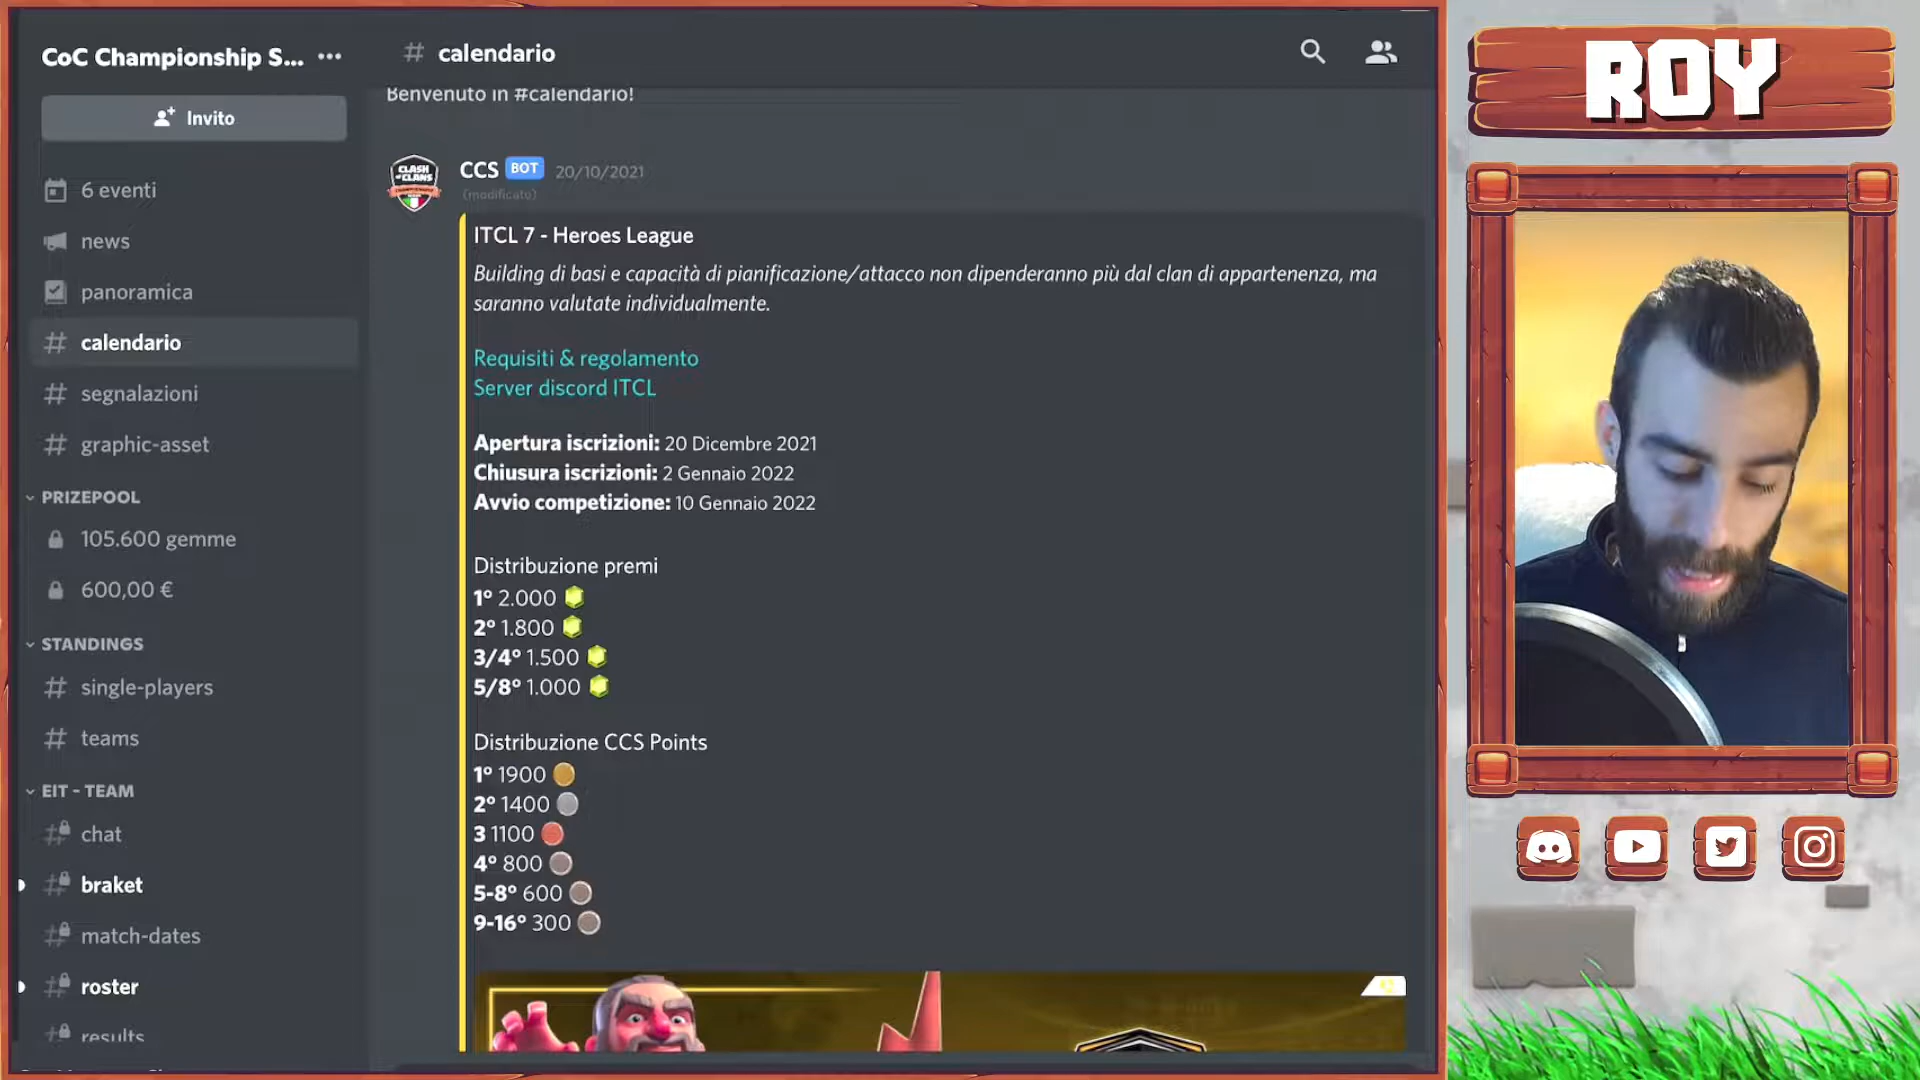 CoC Championship S... ···
Invito
6 eventi
news
panoramica
calendario
segnalazioni
graphic-asset
PRIZEPOOL
105.600 gemme
600,00 €
STANDINGS
single-players
teams
EIT - TEAM
chat
braket
match-dates
roster
results
# calendario
Benvenuto in #calendario!
CLASH OF CLANS
CCS BOT 20/10/2021
(modificato)
ITCL 7 - Heroes League
Building di basi e capacità di pianificazione/attacco non dipenderanno più dal clan di appartenenza, ma
saranno valutate individualmente.
Requisiti & regolamento
Server discord ITCL
Apertura iscrizioni: 20 Dicembre 2021
Chiusura iscrizioni: 2 Gennaio 2022
Avvio competizione: 10 Gennaio 2022
Distribuzione premi
1° 2.000
2° 1.800
3/4° 1.500
5/8° 1.000
Distribuzione CCS Points
1° 1900
2° 1400
3 1100
4° 800
5-8° 600
9-16° 300
ROY